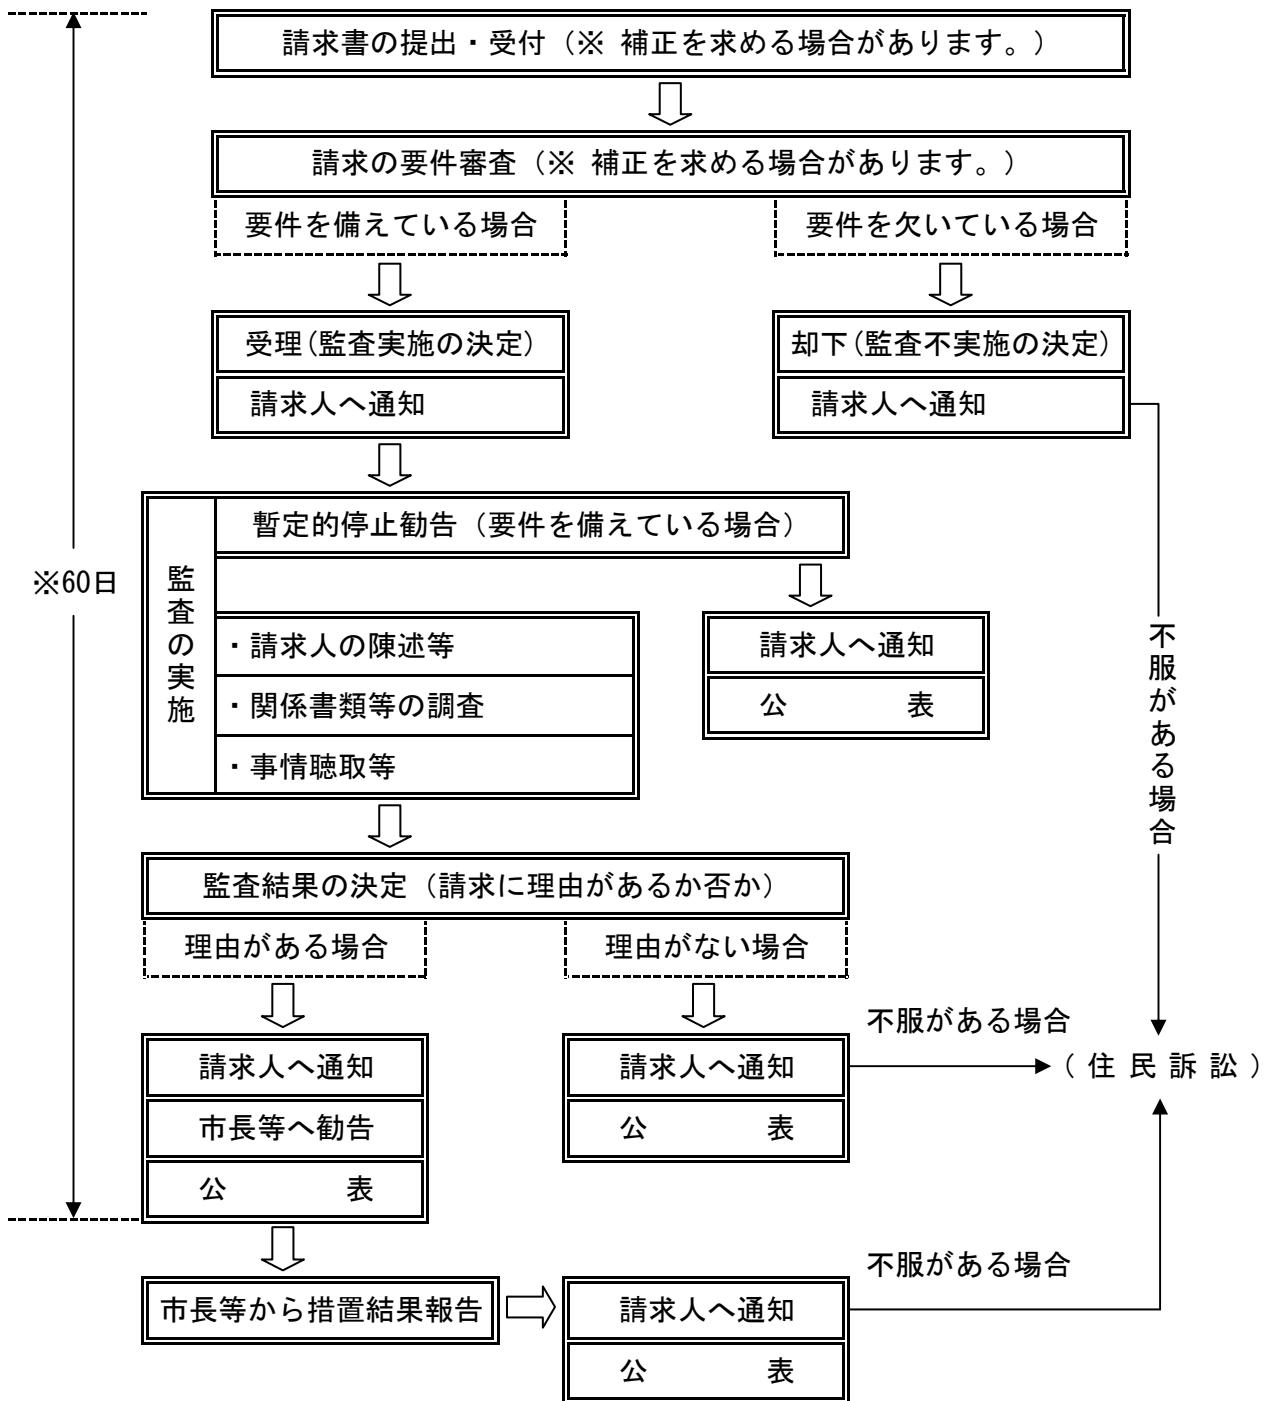 請求書の提出・受付（※ 補正を求める場合があります。）
請求の要件審査（※ 補正を求める場合があります。）
要件を備えている場合
要件を欠いている場合
受理（監査実施の決定）
請求人へ通知
却下（監査不実施の決定）
請求人へ通知
暫定的停止勧告（要件を備えている場合）
監査の実施
※60日
・請求人の陳述等
・関係書類等の調査
・事情聴取等
請求人へ通知
公 表
不服がある場合
監査結果の決定（請求に理由があるか否か）
理由がある場合
理由がない場合
請求人へ通知
市長等へ勧告
公 表
請求人へ通知
公 表
不服がある場合
（住民訴訟）
市長等から措置結果報告
請求人へ通知
公 表
不服がある場合